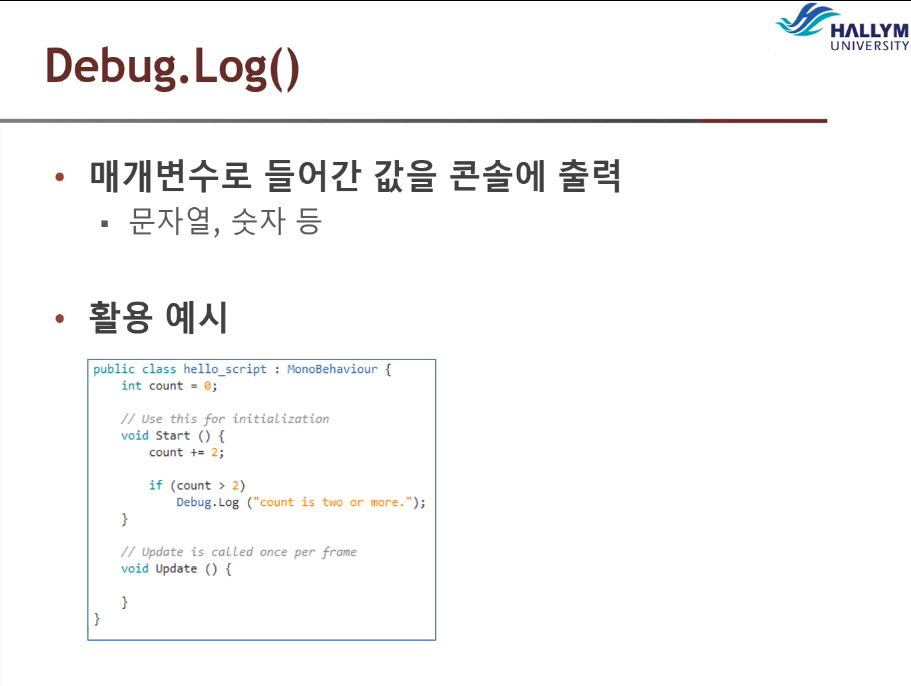 HALLYM
UNIVERSITY
Debug.Log()
• 매개변수로 들어간 값을 콘솔에 출력
▪ 문자열, 숫자 등
• 활용 예시
public class hello_script : MonoBehaviour {
    int count = 0;
    // Use this for initialization
    void Start () {
        count += 2;
        if (count > 2)
            Debug.Log ("count is two or more.");
    }
    // Update is called once per frame
    void Update () {
    }
}